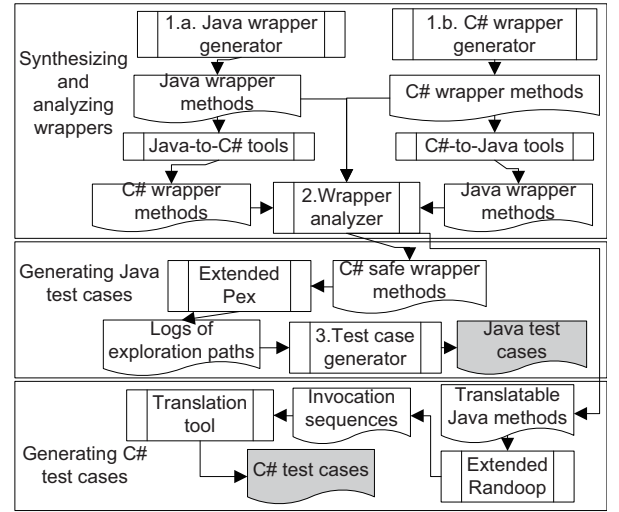 Synthesizing
and
analyzing
wrappers
1.a. Java wrapper
generator
1.b. C# wrapper
generator
Java wrapper
methods
C# wrapper methods
Java-to-C# tools
C#-to-Java tools
C# wrapper
methods
2.Wrapper
analyzer
Java wrapper
methods
Generating Java
test cases
Extended
Pex
C# safe wrapper
methods
Logs of
exploration paths
3.Test case
generator
Java test
cases
Generating C#
test cases
Translation
tool
Invocation
sequences
Translatable
Java methods
C# test cases
Extended
Randoop